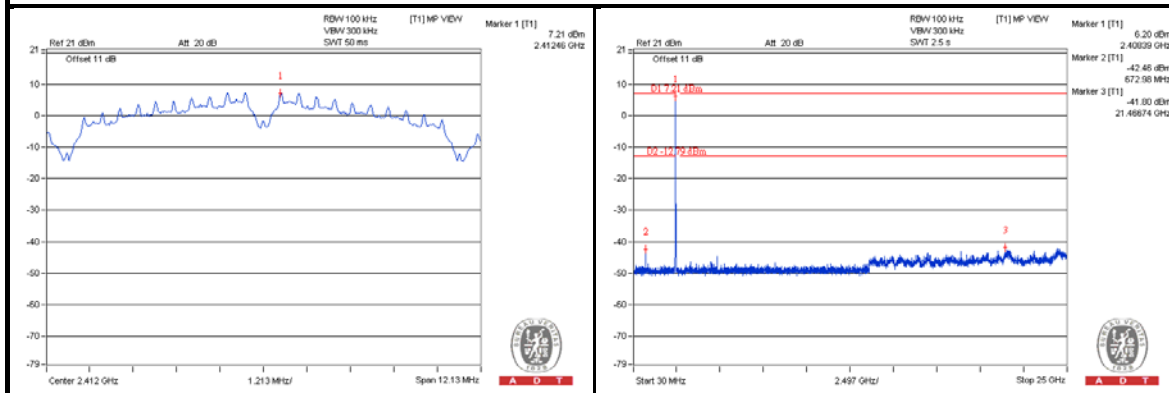 RBW 100 kHz
[T1] MP VIEW
VBW 300 kHz
Ref 21 dBm
Att 20 dB
SWT 50 ms
Marker 1 [T1]
7.21 dBm
2.41246 GHz
21
Offset 11 dB
10
0
-10
-20
-30
-40
-50
-60
-70
-79
1
Center 2.412 GHz
1.213 MHz/
Span 12.13 MHz
BUREAU VERITAS
1828
A D T
RBW 100 kHz
[T1] MP VIEW
VBW 300 kHz
Ref 21 dBm
Att 20 dB
SWT 2.5 s
Marker 1 [T1]
6.20 dBm
2.40839 GHz
Marker 2 [T1]
-42.46 dBm
672.98 MHz
Marker 3 [T1]
-41.80 dBm
21.46674 GHz
21
Offset 11 dB
10
0
-10
-20
-30
-40
-50
-60
-70
-79
1
D1 7.21 dBm
D2 -12.79 dBm
2
3
Start 30 MHz
2.497 GHz/
Stop 25 GHz
BUREAU VERITAS
1828
A D T